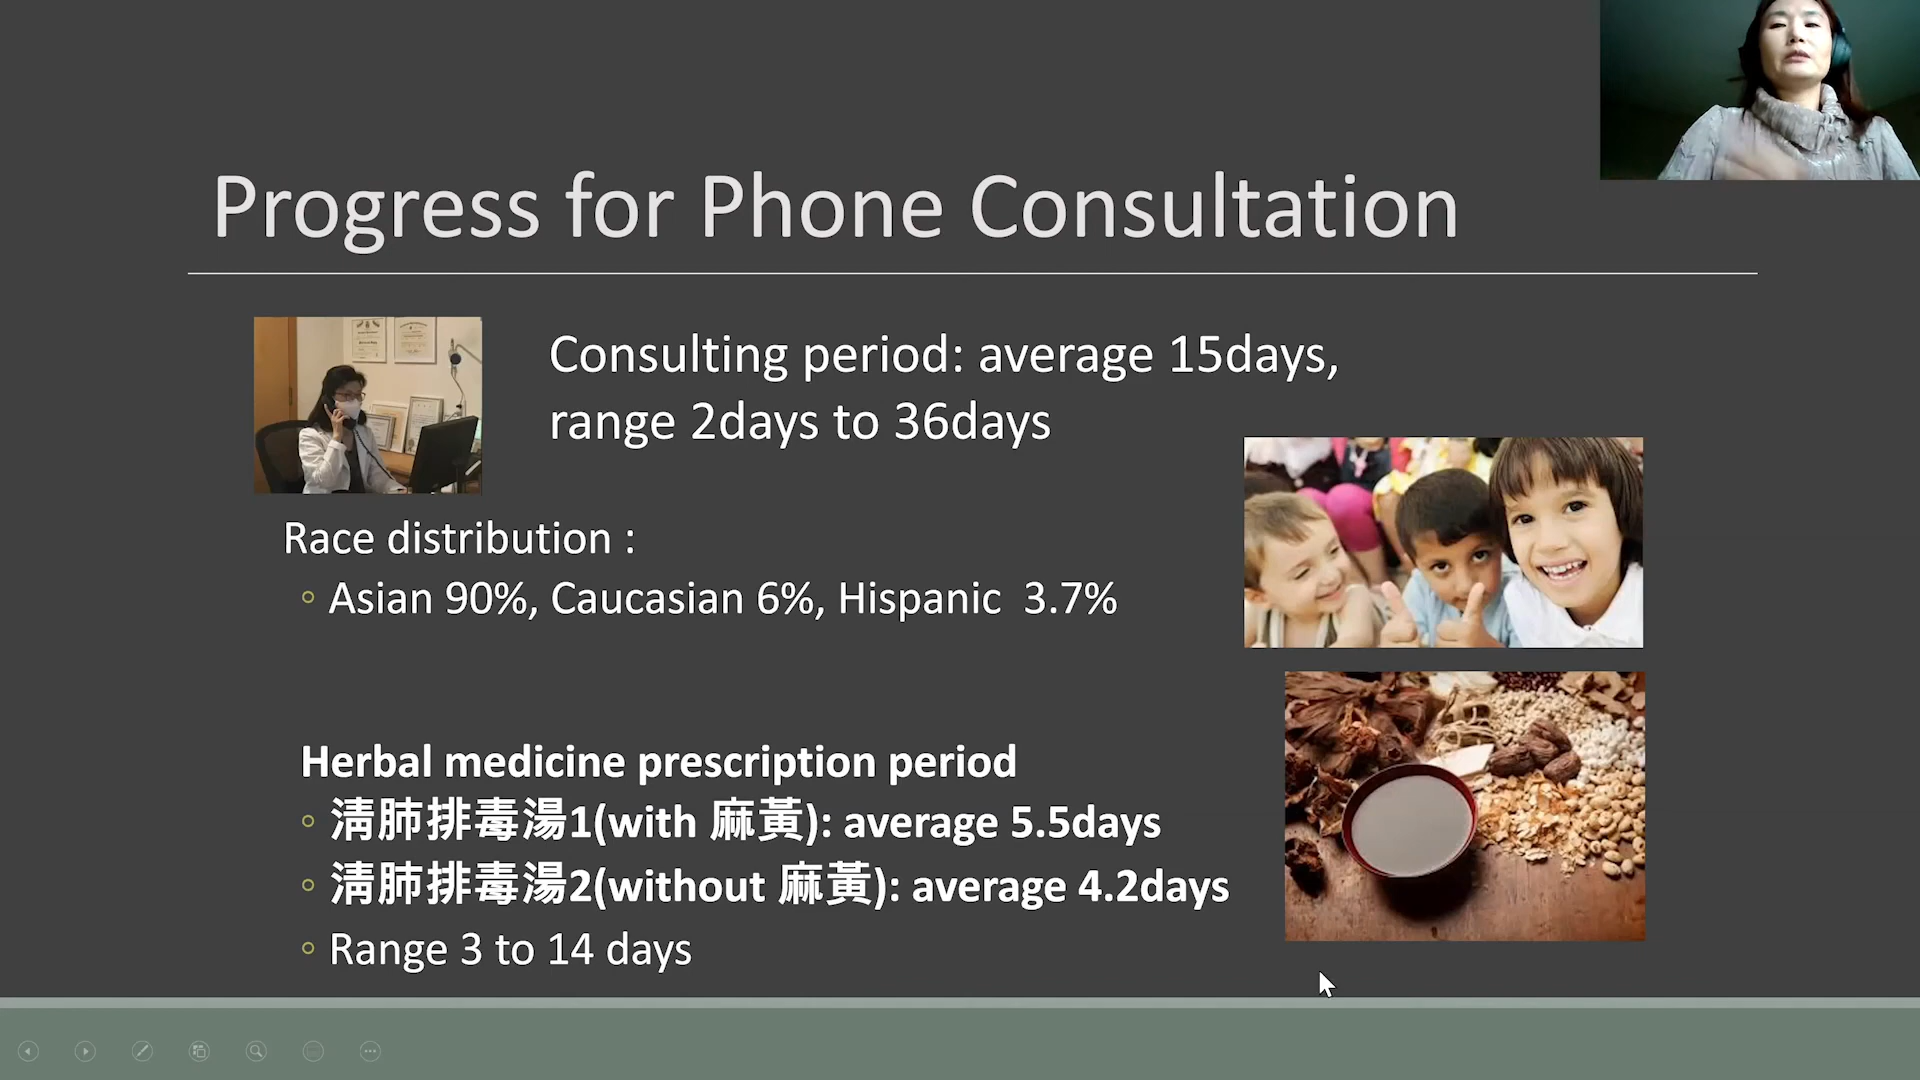 Progress for Phone Consultation
Consulting period: average 15days,
range 2days to 36days
Race distribution :
Asian 90%, Caucasian 6%, Hispanic 3.7%
Herbal medicine prescription period
淸肺排毒湯1(with 麻黃): average 5.5days
淸肺排毒湯2(without 麻黃): average 4.2days
Range 3 to 14 days